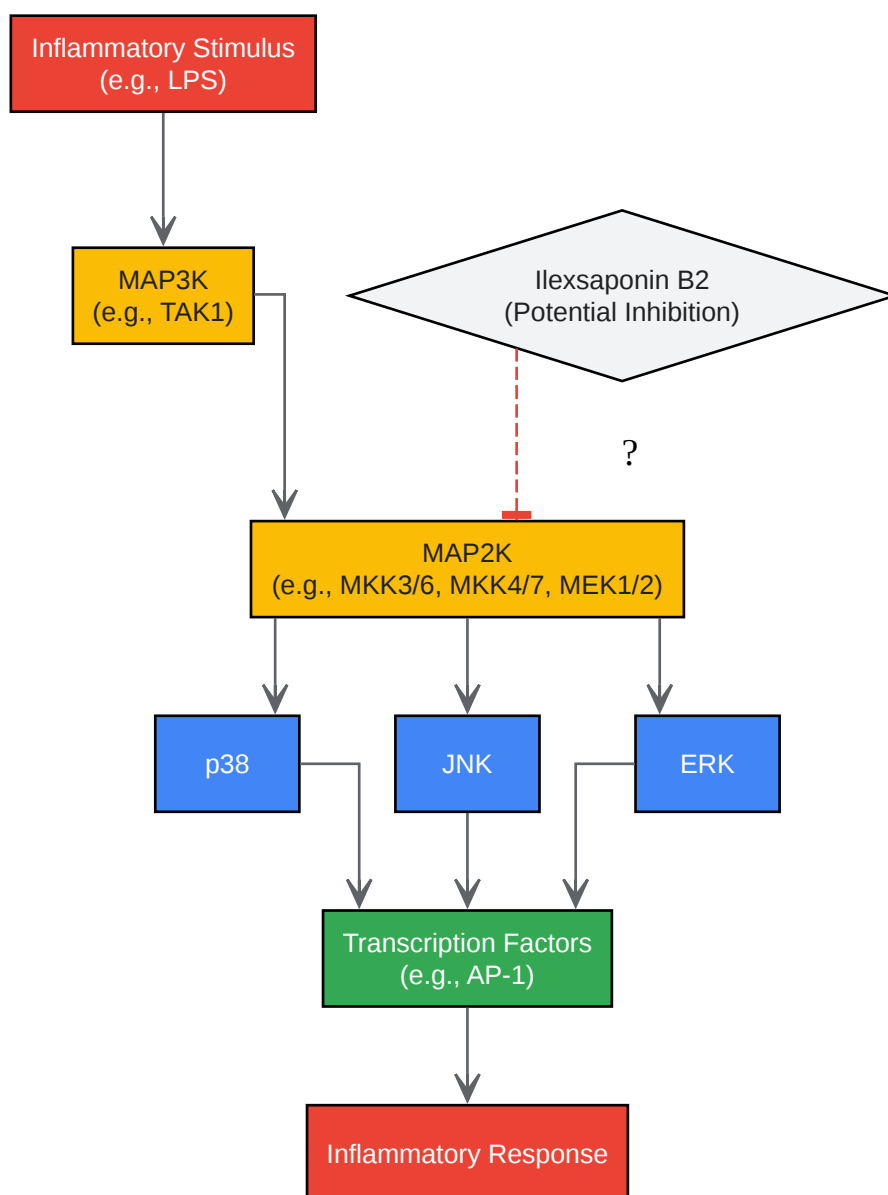 Inflammatory Stimulus
(e.g., LPS)
MAP3K
(e.g., TAK1)
Ilexsaponin B2
(Potential Inhibition)
?
MAP2K
(e.g., MKK3/6, MKK4/7, MEK1/2)
p38
JNK
ERK
Transcription Factors
(e.g., AP-1)
Inflammatory Response